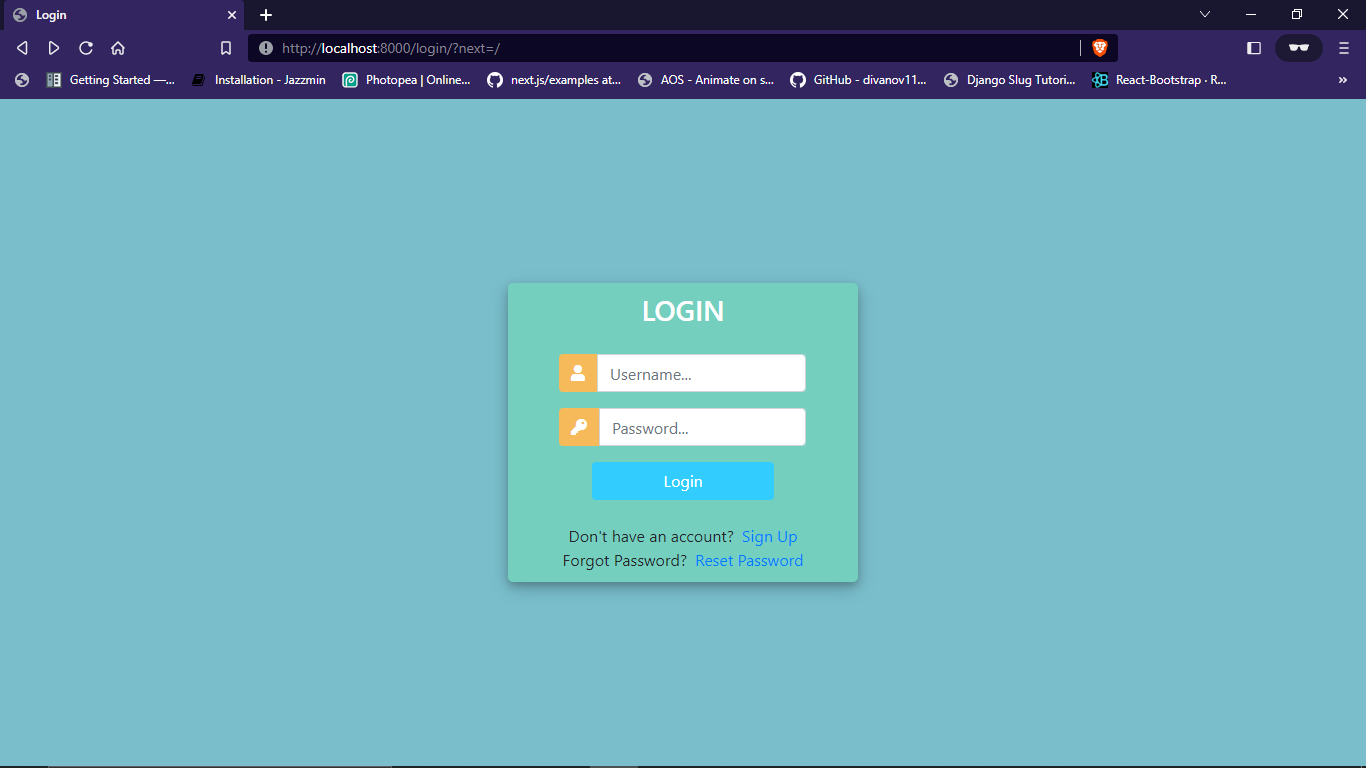 Login
http://localhost:8000/login/?next=/
Getting Started —... Installation - Jazzmin Photopea | Online... next.js/examples at... AOS - Animate on s... GitHub - divanov11... Django Slug Tutori... React-Bootstrap · R... »
LOGIN
Username...
Password...
Login
Don't have an account? Sign Up
Forgot Password? Reset Password